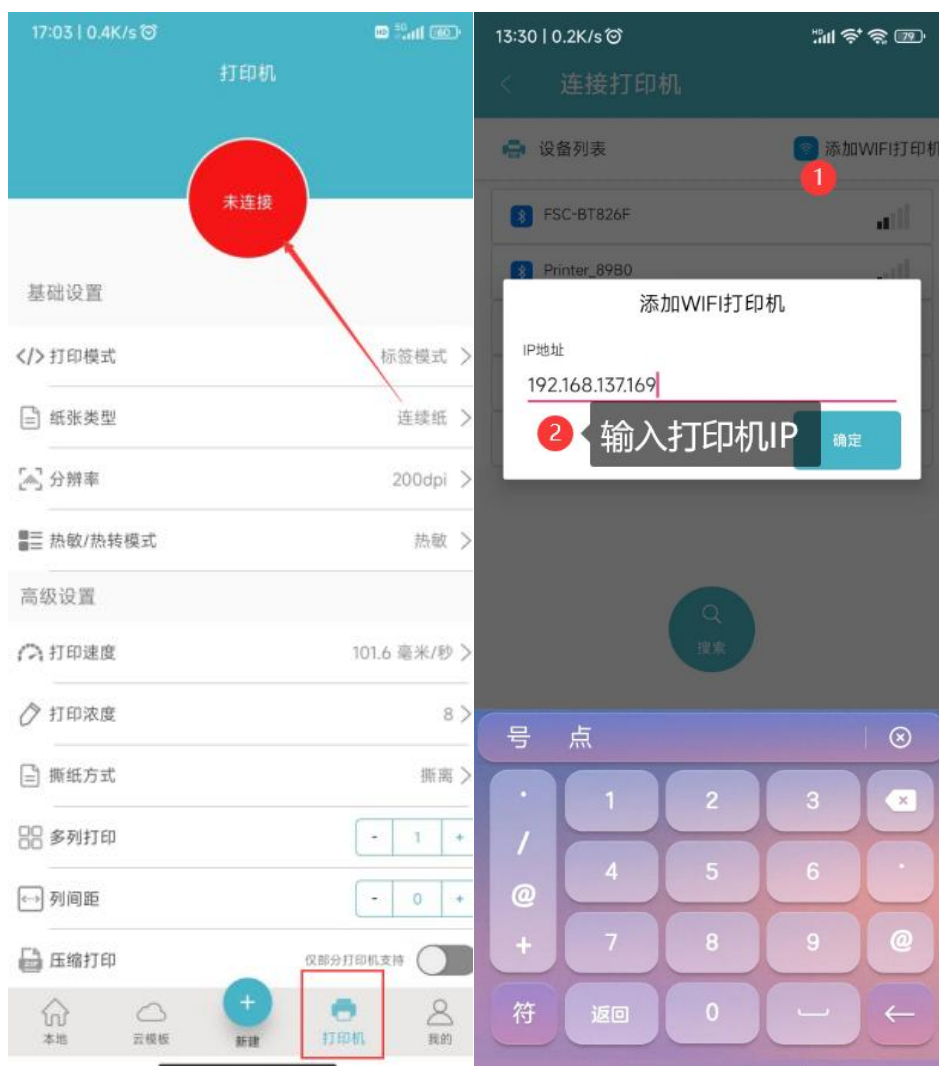 17:03 | 0.4K/s
HD 5G 60
打印机
未连接
基础设置
</> 打印模式 标签模式 >
纸张类型 连续纸 >
分辨率 200dpi >
热敏/热转模式 热敏 >
高级设置
打印速度 101.6 毫米/秒 >
打印浓度 8 >
撕纸方式 撕离 >
多列打印 - 1 +
列间距 - 0 +
压缩打印 仅部分打印机支持
本地 云模板 新建 打印机 我的
13:30 | 0.2K/s
79
< 连接打印机
设备列表 添加WIFI打印机
1
FSC-BT826F
Printer_89B0
添加WIFI打印机
IP地址
192.168.137.169
2 输入打印机IP 确定
搜索
号 点
· 1 2 3
/ 4 5 6 ·
@
+ 7 8 9 @
符 返回 0